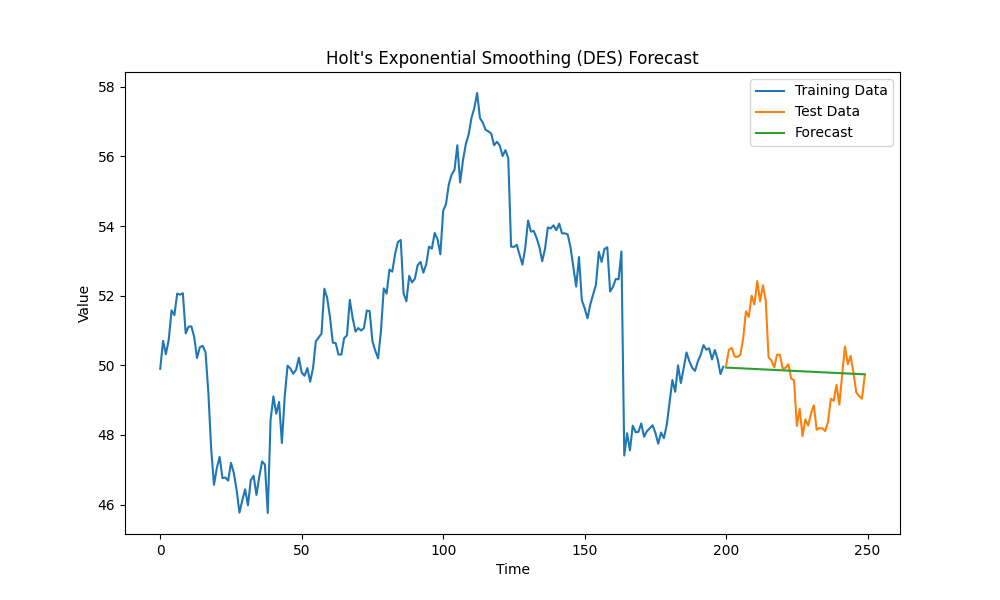 Holt's Exponential Smoothing (DES) Forecast
Training Data
Test Data
Forecast
Value
58
56
54
52
50
48
46
0 50 100 150 200 250
Time